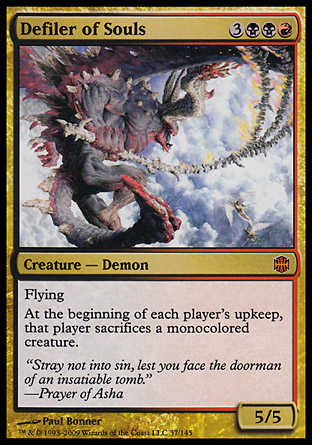 Defiler of Souls 3
Creature — Demon
Flying
At the beginning of each player's upkeep,
that player sacrifices a monocolored
creature.
"Stray not into sin, lest you face the doorman
of an insatiable tomb."
—Prayer of Asha
Paul Bonner
™ & © 1993–2009 Wizards of the Coast LLC 37/145
5/5